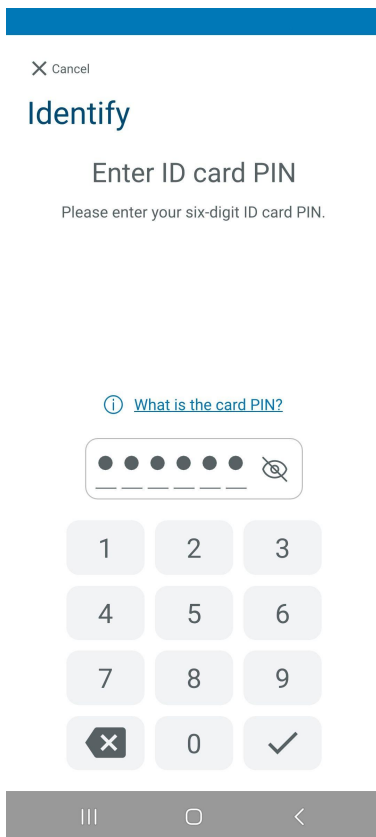 Cancel
Identify
Enter ID card PIN
Please enter your six-digit ID card PIN.
What is the card PIN?
1 2 3
4 5 6
7 8 9
0